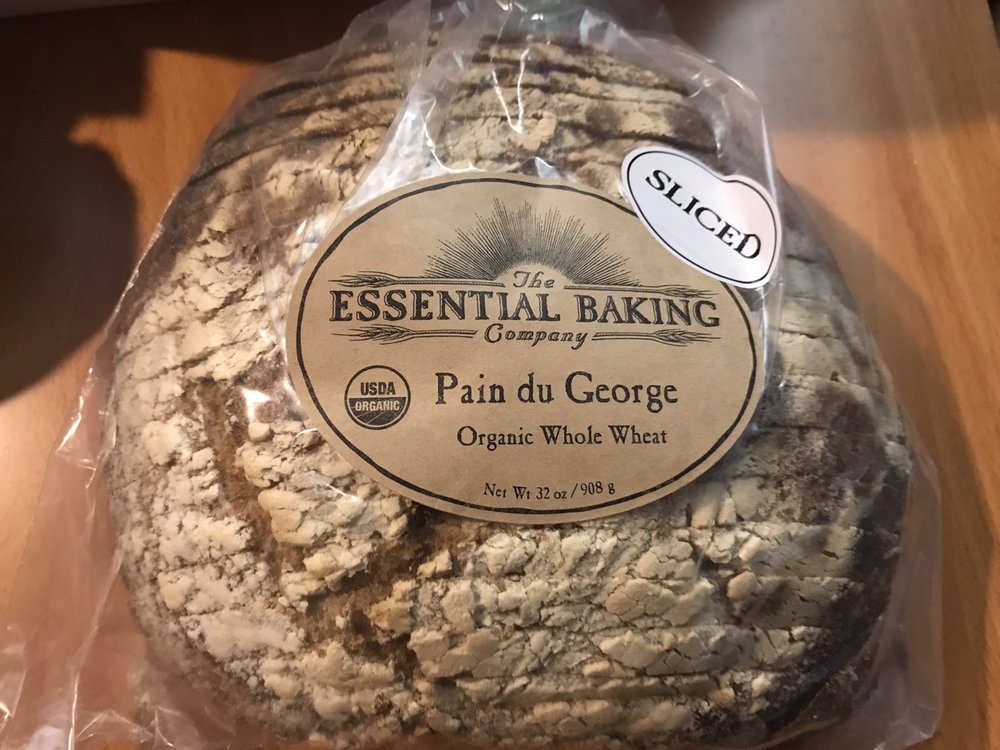 SLICED
The
ESSENTIAL BAKING
Company
USDA
ORGANIC
Pain du George
Organic Whole Wheat
Net Wt 32 oz / 908 g